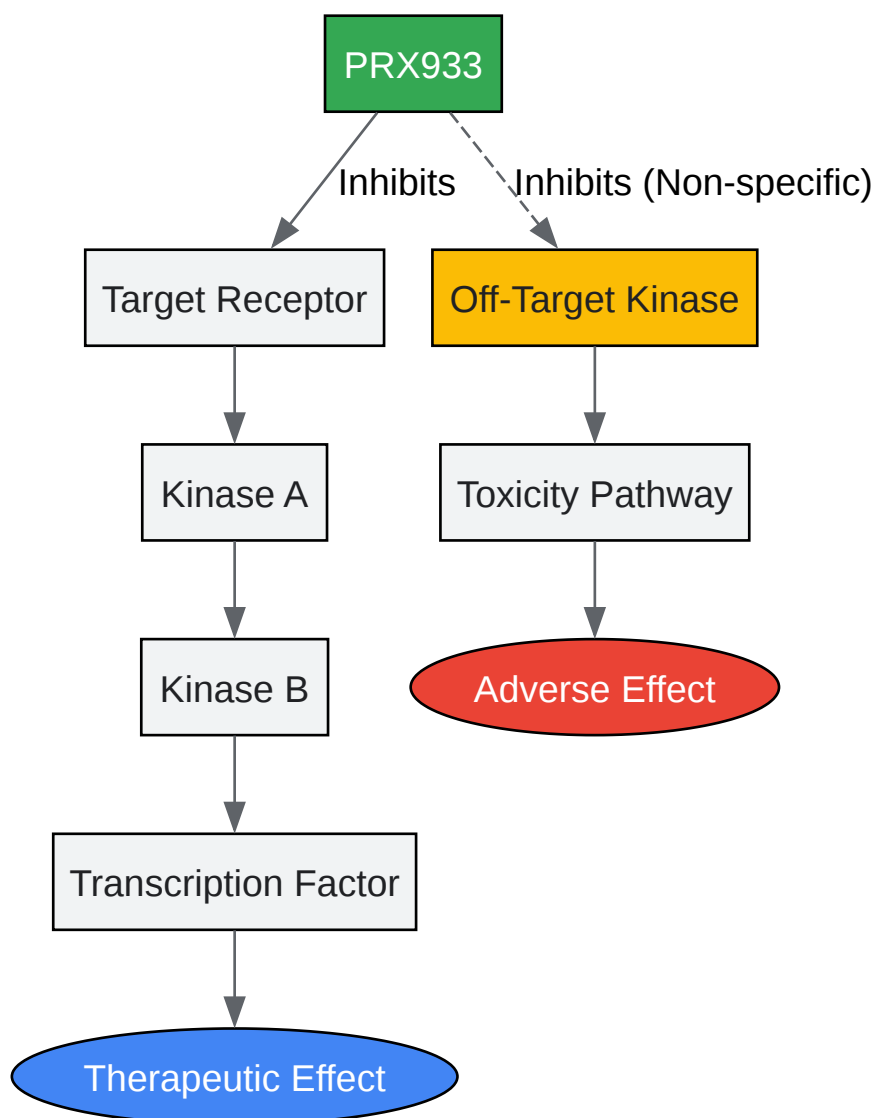 PRX933
Inhibits
Inhibits (Non-specific)
Target Receptor
Off-Target Kinase
Kinase A
Toxicity Pathway
Kinase B
Adverse Effect
Transcription Factor
Therapeutic Effect